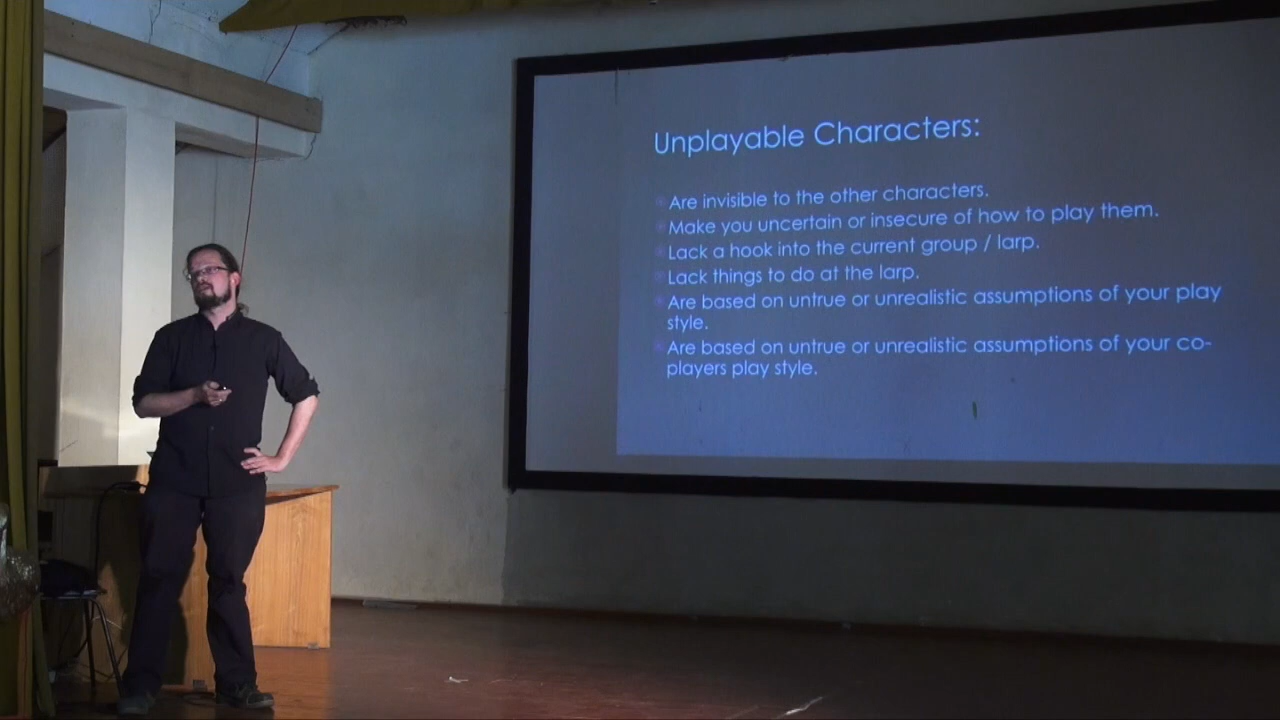 Unplayable Characters:
Are invisible to the other characters.
Make you uncertain or insecure of how to play them.
Lack a hook into the current group / larp.
Lack things to do at the larp.
Are based on untrue or unrealistic assumptions of your play
style.
Are based on untrue or unrealistic assumptions of your co-
players play style.